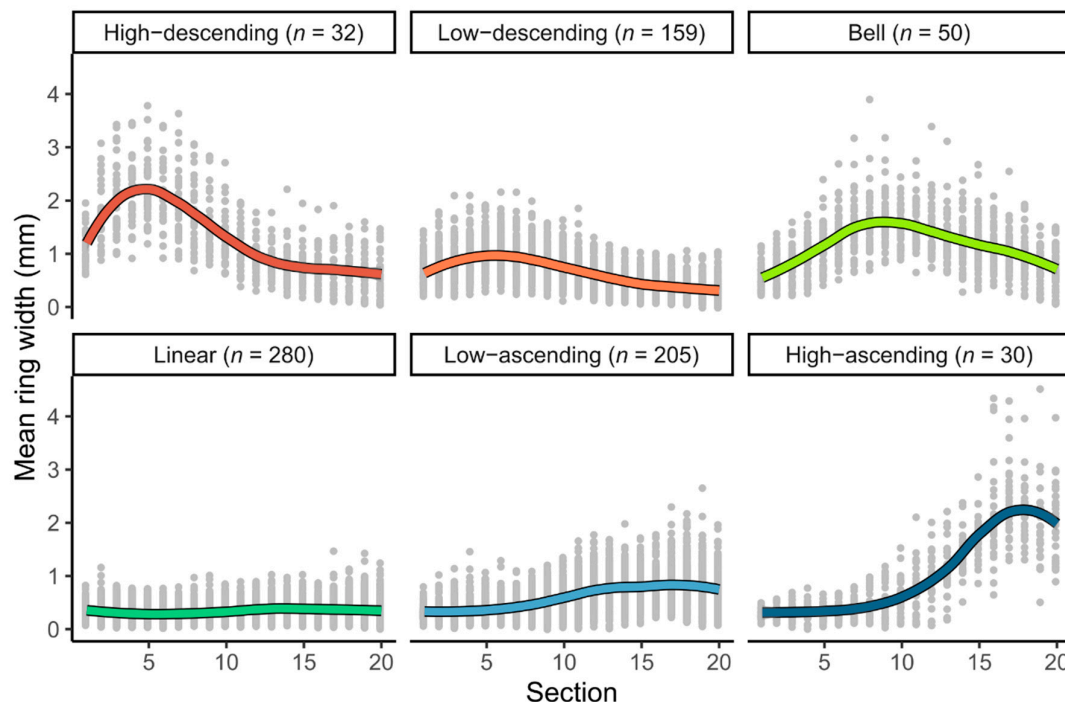 High−descending (n = 32)
Low−descending (n = 159)
Bell (n = 50)
4
3
2
1
0
Linear (n = 280)
Low−ascending (n = 205)
High−ascending (n = 30)
4
3
2
1
0
5 10 15 20
5 10 15 20
5 10 15 20
Mean ring width (mm)
Section